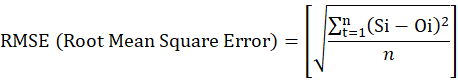 RMSE (Root Mean Square Error) = [√(∑ⁿₜ₌₁(Si − Oi)² / n)]